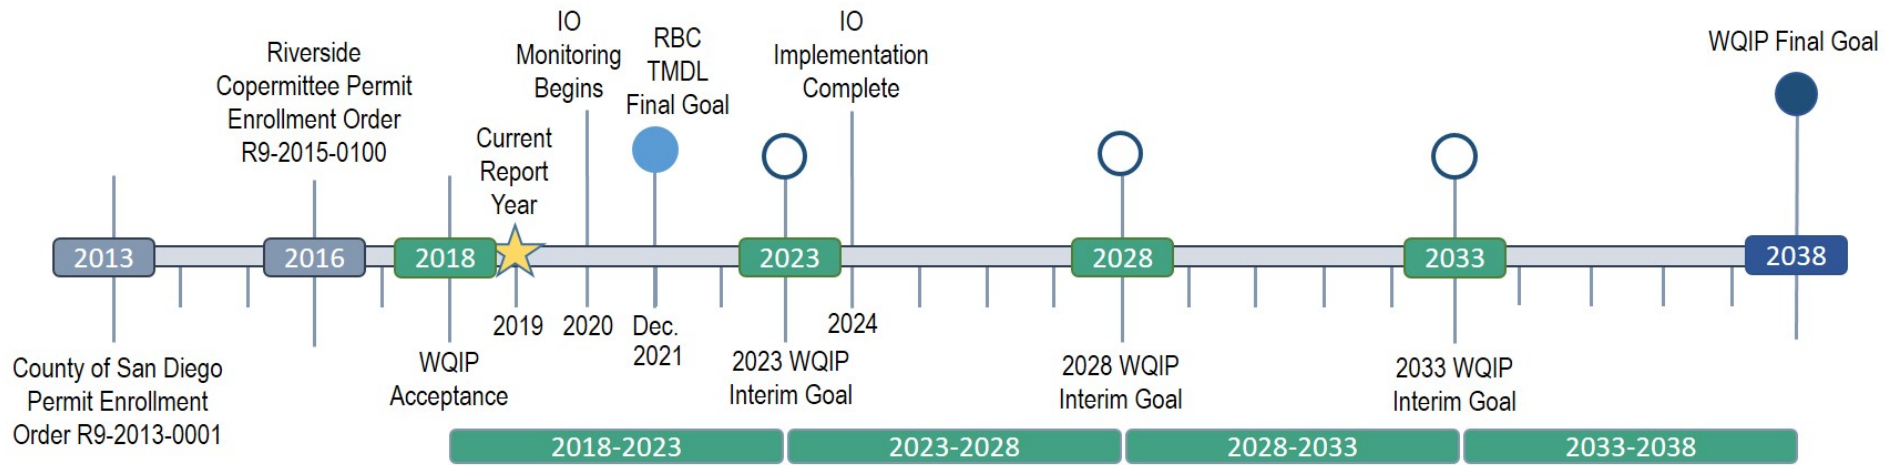 IO
Monitoring
Begins
RBC
TMDL
Final Goal
IO
Implementation
Complete
WQIP Final Goal
Riverside
Copermittee Permit
Enrollment Order
R9-2015-0100
Current
Report
Year
2013
2016
2018
2023
2028
2033
2038
2019
2020
Dec.
2021
2024
County of San Diego
Permit Enrollment
Order R9-2013-0001
WQIP
Acceptance
2023 WQIP
Interim Goal
2028 WQIP
Interim Goal
2033 WQIP
Interim Goal
2018-2023
2023-2028
2028-2033
2033-2038